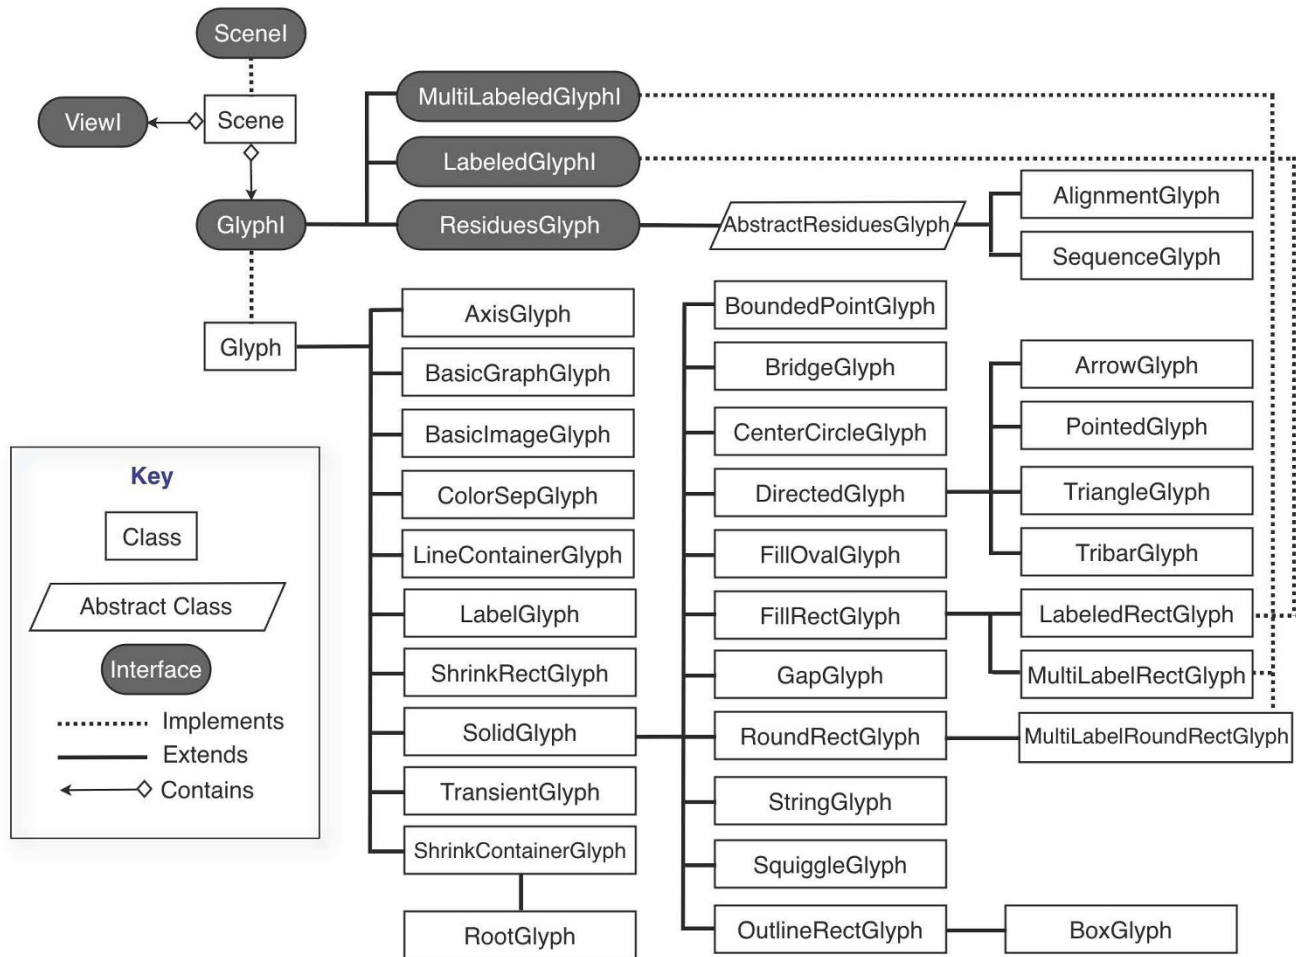 SceneI
ViewI
Scene
MultiLabeledGlyphI
LabeledGlyphI
GlyphI
ResiduesGlyph
AbstractResiduesGlyph
AlignmentGlyph
SequenceGlyph
Glyph
AxisGlyph
BasicGraphGlyph
BasicImageGlyph
ColorSepGlyph
LineContainerGlyph
LabelGlyph
ShrinkRectGlyph
SolidGlyph
TransientGlyph
ShrinkContainerGlyph
RootGlyph
BoundedPointGlyph
BridgeGlyph
CenterCircleGlyph
DirectedGlyph
FillOvalGlyph
FillRectGlyph
GapGlyph
RoundRectGlyph
StringGlyph
SquiggleGlyph
OutlineRectGlyph
ArrowGlyph
PointedGlyph
TriangleGlyph
TribarGlyph
LabeledRectGlyph
MultiLabelRectGlyph
MultiLabelRoundRectGlyph
BoxGlyph
Key
Class
Abstract Class
Interface
Implements
Extends
Contains